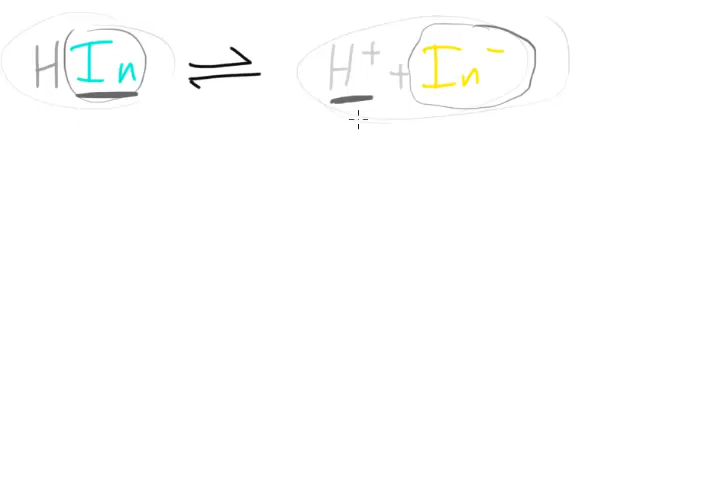 HIn ⇌ H⁺ + In⁻